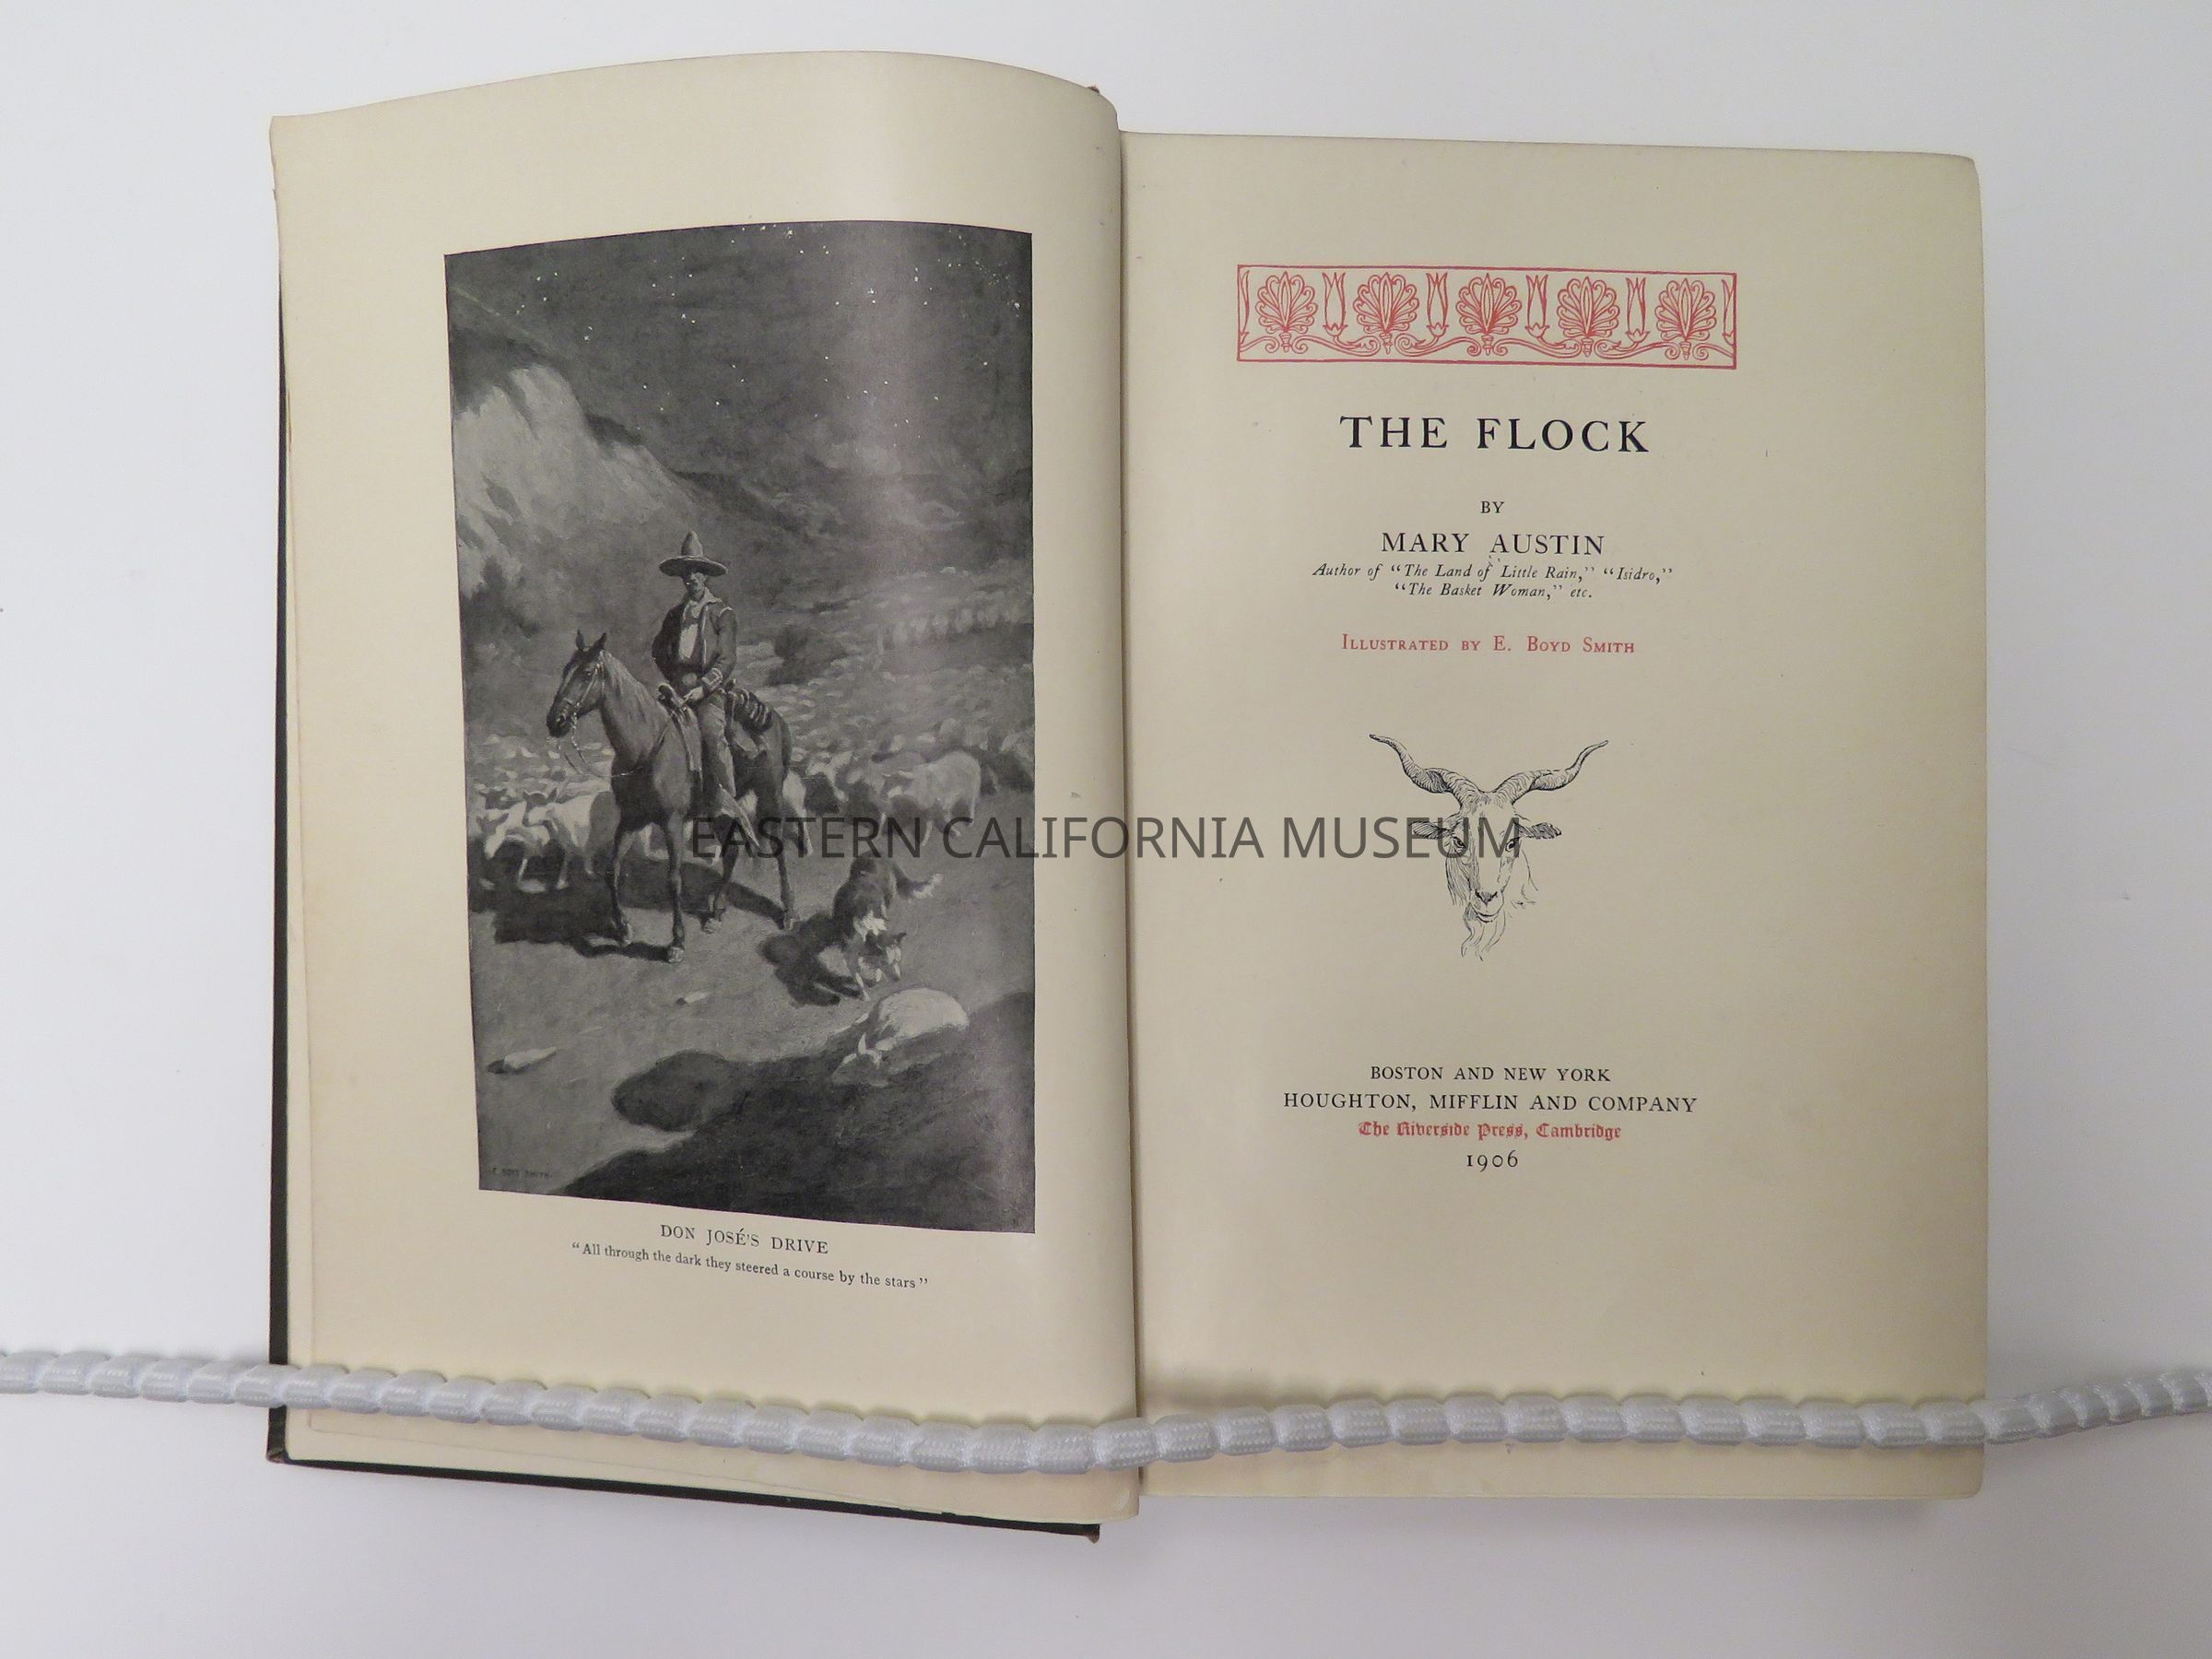 E. BOYD SMITH
DON JOSÉ'S DRIVE
"All through the dark they steered a course by the stars"
THE FLOCK
BY
MARY AUSTIN
Author of "The Land of Little Rain," "Isidro,"
"The Basket Woman," etc.
ILLUSTRATED BY E. BOYD SMITH
EASTERN CALIFORNIA MUSEUM
BOSTON AND NEW YORK
HOUGHTON, MIFFLIN AND COMPANY
The Riverside Press, Cambridge
1906